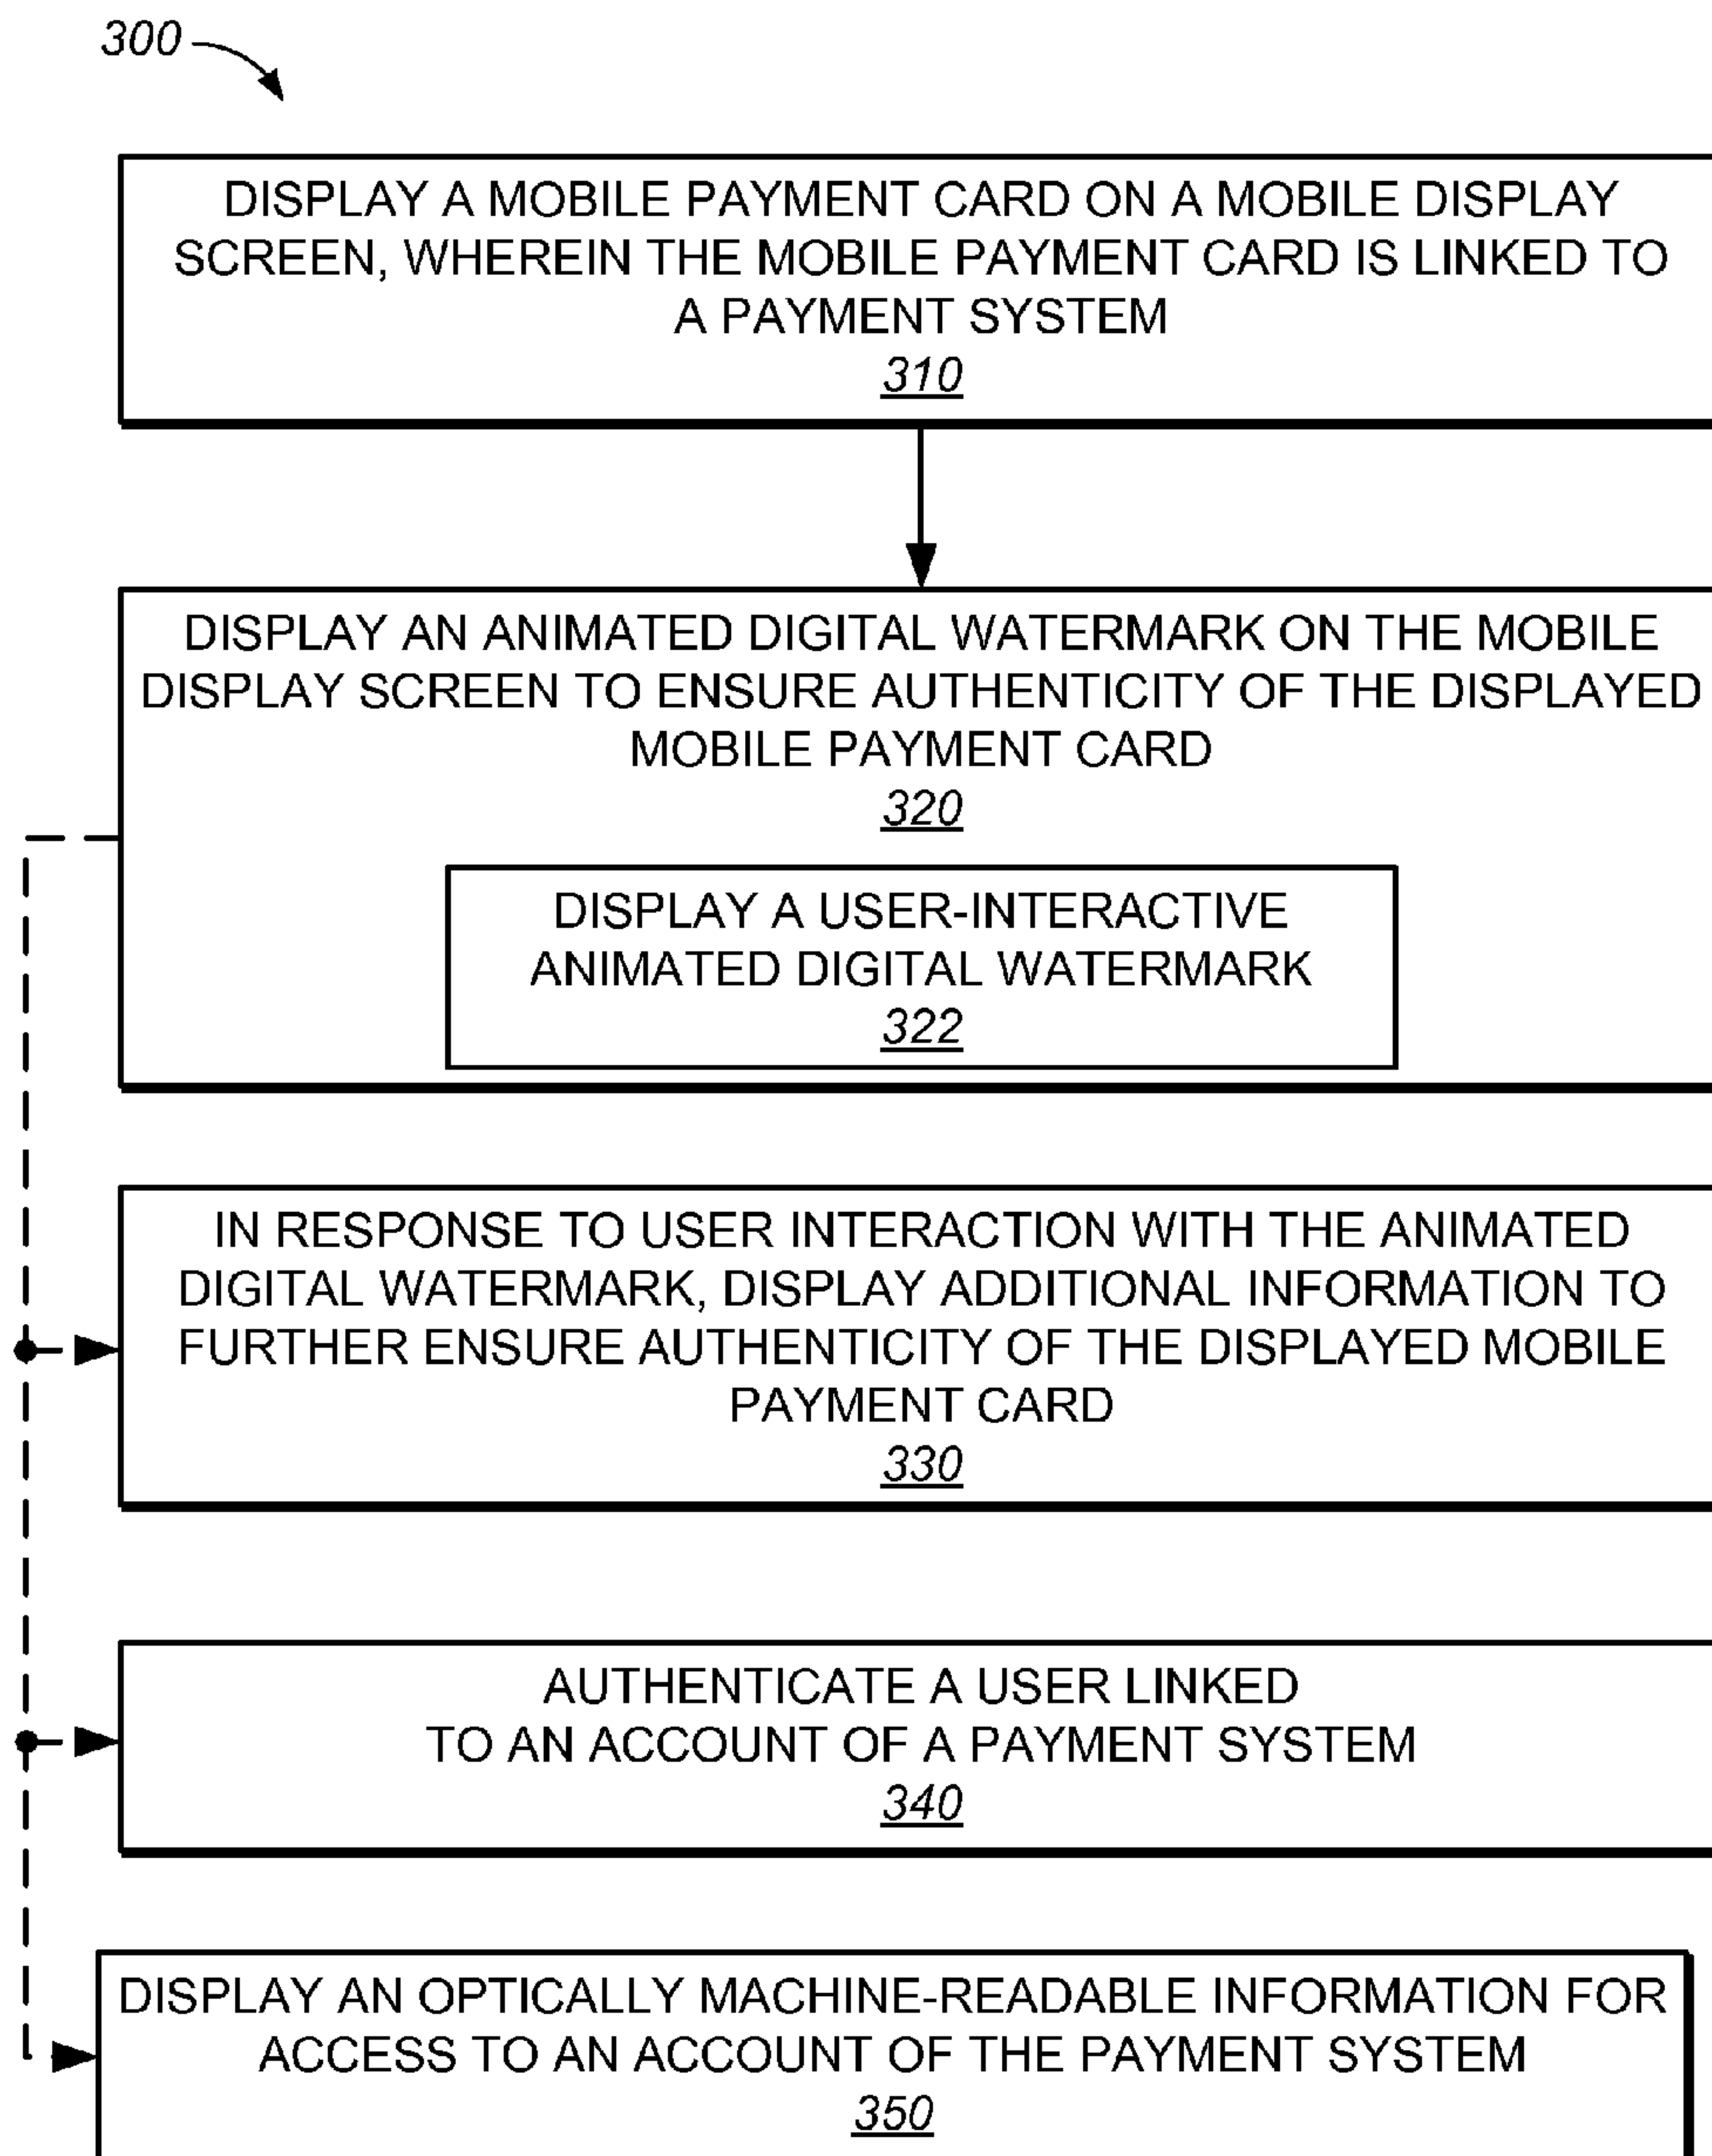 300
DISPLAY A MOBILE PAYMENT CARD ON A MOBILE DISPLAY
SCREEN, WHEREIN THE MOBILE PAYMENT CARD IS LINKED TO
A PAYMENT SYSTEM
310
DISPLAY AN ANIMATED DIGITAL WATERMARK ON THE MOBILE
DISPLAY SCREEN TO ENSURE AUTHENTICITY OF THE DISPLAYED
MOBILE PAYMENT CARD
320
DISPLAY A USER-INTERACTIVE
ANIMATED DIGITAL WATERMARK
322
IN RESPONSE TO USER INTERACTION WITH THE ANIMATED
DIGITAL WATERMARK, DISPLAY ADDITIONAL INFORMATION TO
FURTHER ENSURE AUTHENTICITY OF THE DISPLAYED MOBILE
PAYMENT CARD
330
AUTHENTICATE A USER LINKED
TO AN ACCOUNT OF A PAYMENT SYSTEM
340
DISPLAY AN OPTICALLY MACHINE-READABLE INFORMATION FOR
ACCESS TO AN ACCOUNT OF THE PAYMENT SYSTEM
350